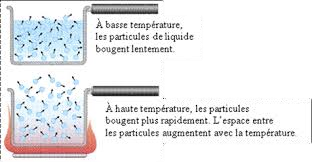 À basse température,
les particules de liquide
bougent lentement.
À haute température, les particules
bougent plus rapidement. L'espace entre
les particules augmentent avec la température.